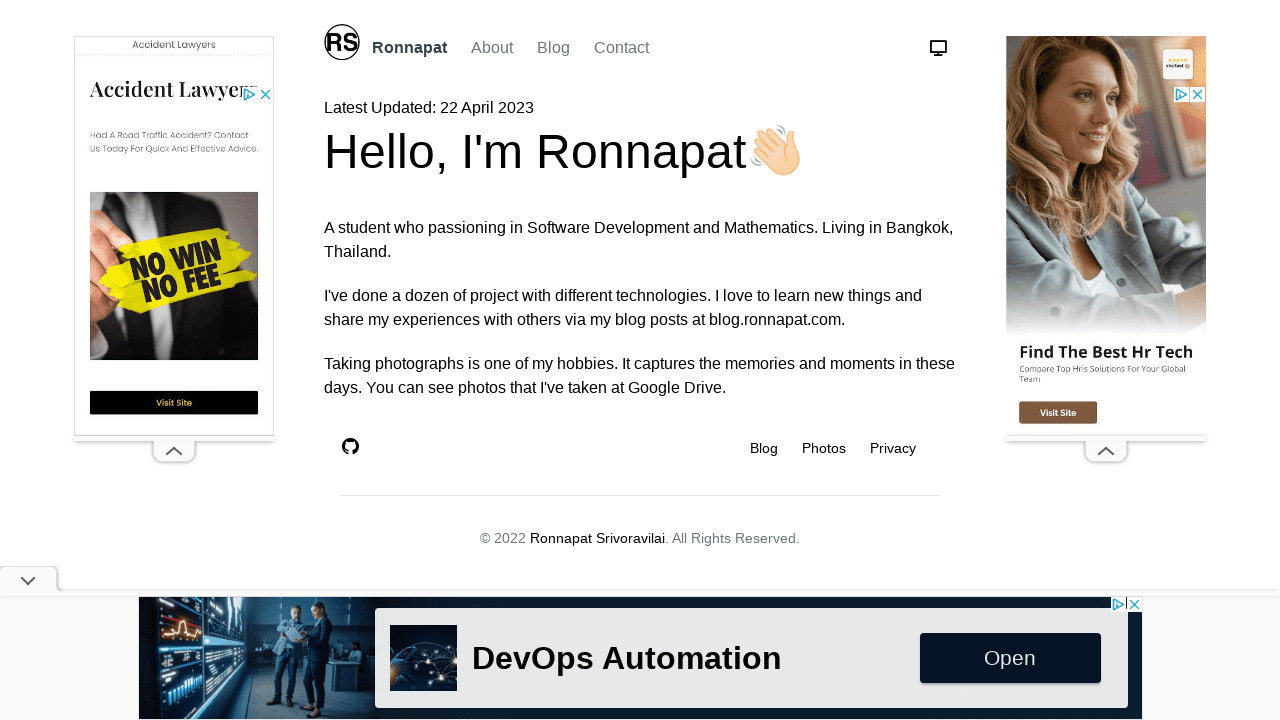 RS
Ronnapat About Blog Contact
Latest Updated: 22 April 2023
Hello, I'm Ronnapat👋🏻
A student who passioning in Software Development and Mathematics. Living in Bangkok,
Thailand.
I've done a dozen of project with different technologies. I love to learn new things and
share my experiences with others via my blog posts at blog.ronnapat.com.
Taking photographs is one of my hobbies. It captures the memories and moments in these
days. You can see photos that I've taken at Google Drive.
Blog Photos Privacy
© 2022 Ronnapat Srivoravilai. All Rights Reserved.
Accident Lawyers
Accident Lawyers
Had A Road Traffic Accident? Contact
Us Today For Quick And Effective Advice.
NO WIN
NO FEE
Visit Site
Find The Best Hr Tech
Compare Top Hris Solutions For Your Global
Team
Visit Site
DevOps Automation
Open